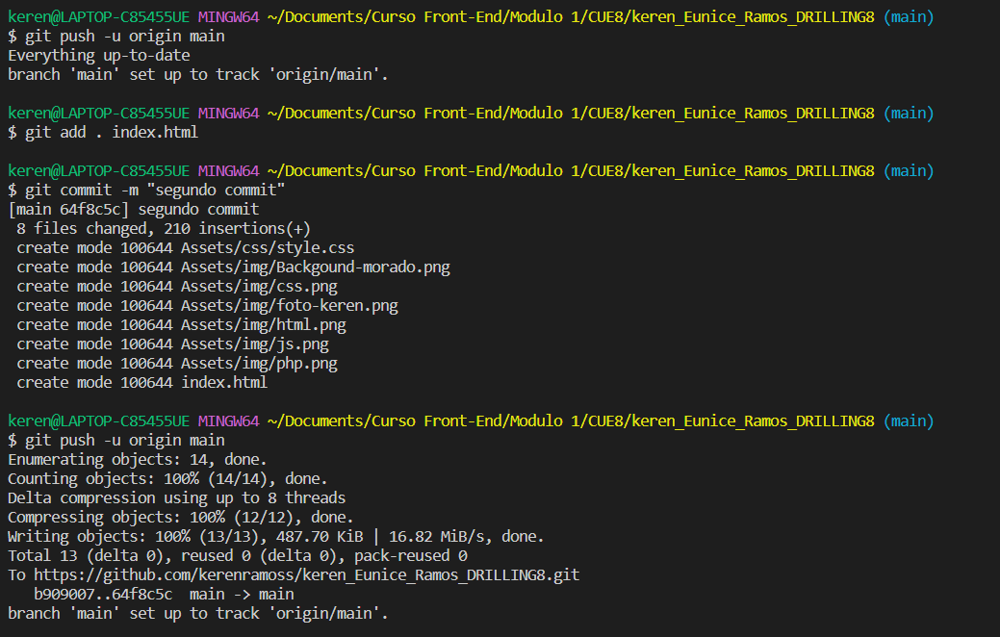 keren@LAPTOP-C85455UE MINGW64 ~/Documents/Curso Front-End/Modulo 1/CUE8/keren_Eunice_Ramos_DRILLING8 (main)
$ git push -u origin main
Everything up-to-date
branch 'main' set up to track 'origin/main'.
keren@LAPTOP-C85455UE MINGW64 ~/Documents/Curso Front-End/Modulo 1/CUE8/keren_Eunice_Ramos_DRILLING8 (main)
$ git add . index.html
keren@LAPTOP-C85455UE MINGW64 ~/Documents/Curso Front-End/Modulo 1/CUE8/keren_Eunice_Ramos_DRILLING8 (main)
$ git commit -m "segundo commit"
[main 64f8c5c] segundo commit
8 files changed, 210 insertions(+)
create mode 100644 Assets/css/style.css
create mode 100644 Assets/img/Backgound-morado.png
create mode 100644 Assets/img/css.png
create mode 100644 Assets/img/foto-keren.png
create mode 100644 Assets/img/html.png
create mode 100644 Assets/img/js.png
create mode 100644 Assets/img/php.png
create mode 100644 index.html
keren@LAPTOP-C85455UE MINGW64 ~/Documents/Curso Front-End/Modulo 1/CUE8/keren_Eunice_Ramos_DRILLING8 (main)
$ git push -u origin main
Enumerating objects: 14, done.
Counting objects: 100% (14/14), done.
Delta compression using up to 8 threads
Compressing objects: 100% (12/12), done.
Writing objects: 100% (13/13), 487.70 KiB | 16.82 MiB/s, done.
Total 13 (delta 0), reused 0 (delta 0), pack-reused 0
To https://github.com/kerenramoss/keren_Eunice_Ramos_DRILLING8.git
b909007..64f8c5c  main -> main
branch 'main' set up to track 'origin/main'.